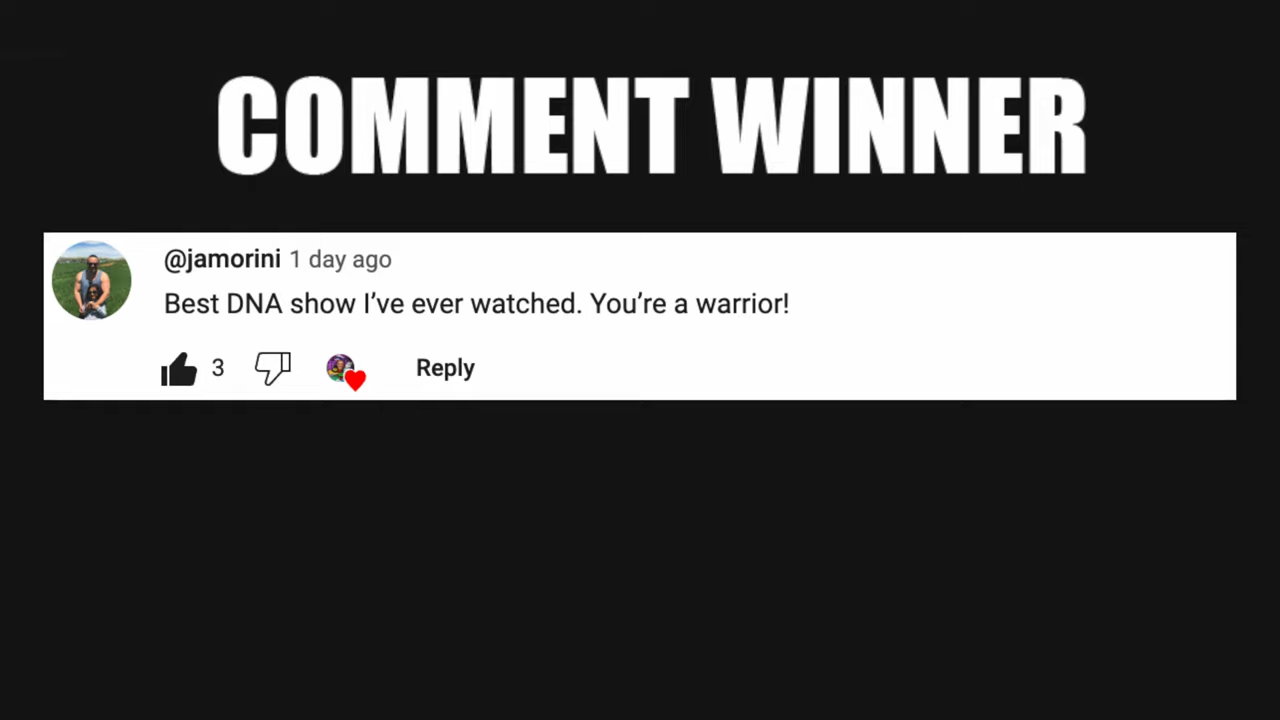 COMMENT WINNER
@jamorini 1 day ago
Best DNA show I’ve ever watched. You’re a warrior!
3 Reply